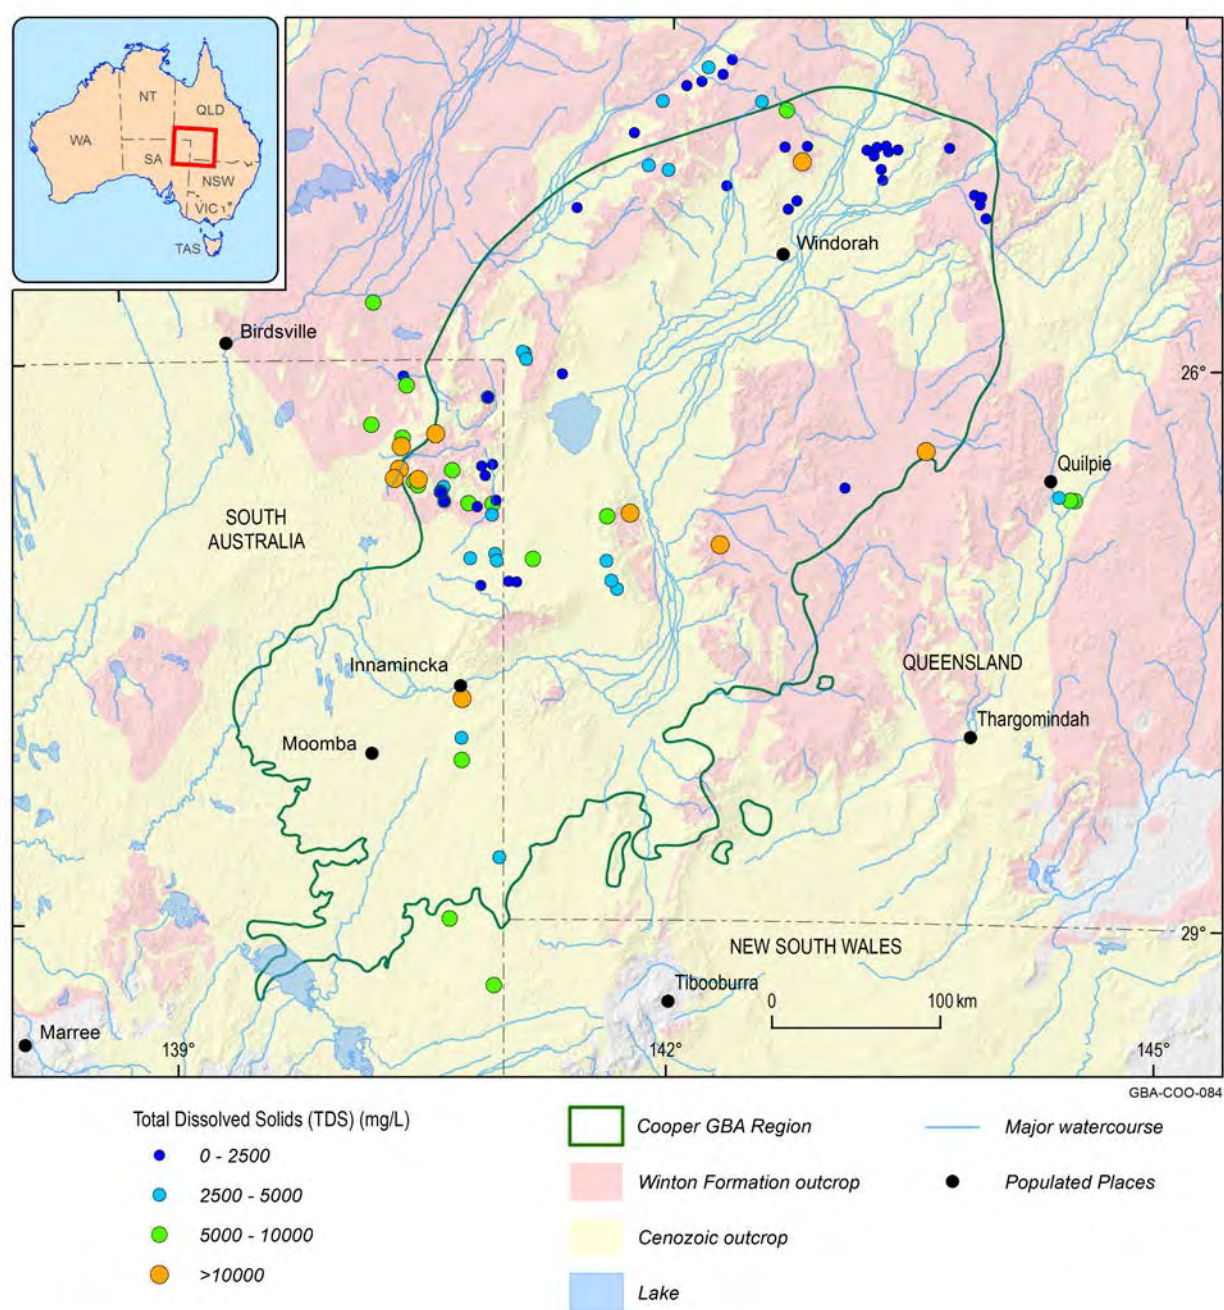 NT
QLD
WA
SA
NSW
VIC
TAS
Windorah
Birdsville
26°
Quilpie
SOUTH
AUSTRALIA
Innamincka
QUEENSLAND
Thargomindah
Moomba
29°
NEW SOUTH WALES
Tibooburra
0 100 km
Marree
139° 142° 145°
GBA-COO-084
Total Dissolved Solids (TDS) (mg/L)
0 - 2500
2500 - 5000
5000 - 10000
>10000
Cooper GBA Region
Winton Formation outcrop
Cenozoic outcrop
Lake
Major watercourse
Populated Places